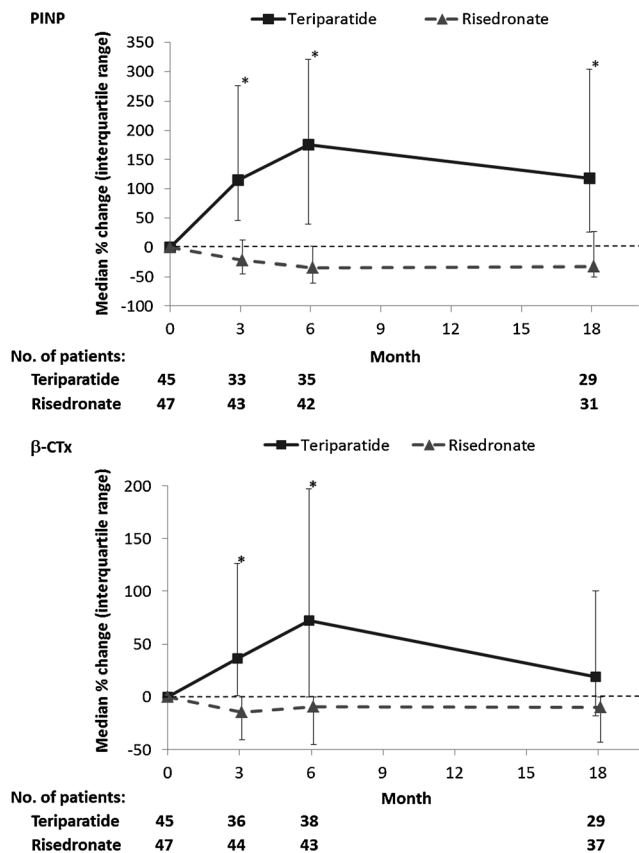 PINP
Teriparatide Risedronate
Median % change (interquartile range)
350
300
250
200
150
100
50
0
-50
-100
* * *
0 3 6 9 12 15 18
Month
No. of patients:
Teriparatide 45 33 35 29
Risedronate 47 43 42 31
β-CTx
Teriparatide Risedronate
Median % change (interquartile range)
200
150
100
50
0
-50
* *
0 3 6 9 12 15 18
Month
No. of patients:
Teriparatide 45 36 38 29
Risedronate 47 44 43 37